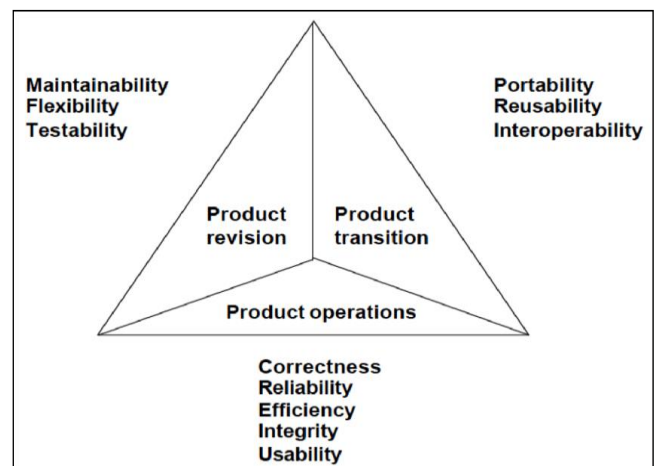 Maintainability
Flexibility
Testability
Portability
Reusability
Interoperability
Product
revision
Product
transition
Product operations
Correctness
Reliability
Efficiency
Integrity
Usability